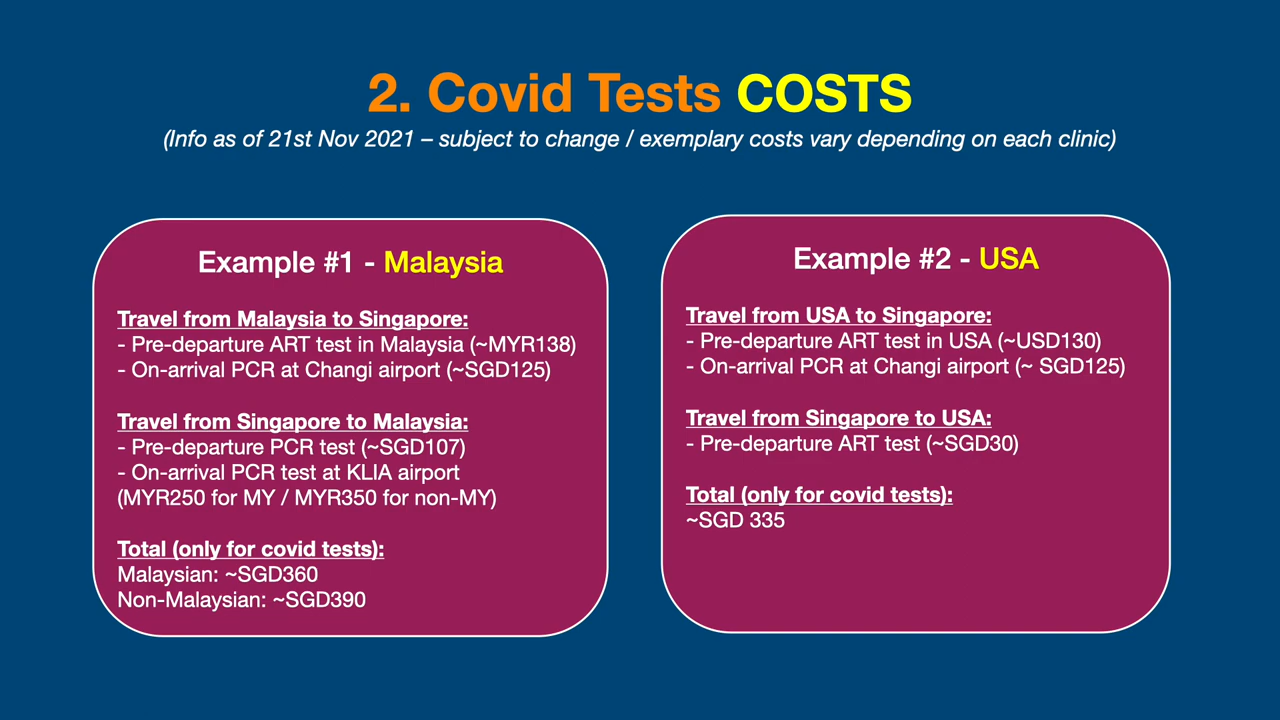 2. Covid Tests COSTS
(Info as of 21st Nov 2021 – subject to change / exemplary costs vary depending on each clinic)
Example #1 - Malaysia
Travel from Malaysia to Singapore:
- Pre-departure ART test in Malaysia (~MYR138)
- On-arrival PCR at Changi airport (~SGD125)
Travel from Singapore to Malaysia:
- Pre-departure PCR test (~SGD107)
- On-arrival PCR test at KLIA airport
(MYR250 for MY / MYR350 for non-MY)
Total (only for covid tests):
Malaysian: ~SGD360
Non-Malaysian: ~SGD390
Example #2 - USA
Travel from USA to Singapore:
- Pre-departure ART test in USA (~USD130)
- On-arrival PCR at Changi airport (~ SGD125)
Travel from Singapore to USA:
- Pre-departure ART test (~SGD30)
Total (only for covid tests):
~SGD 335